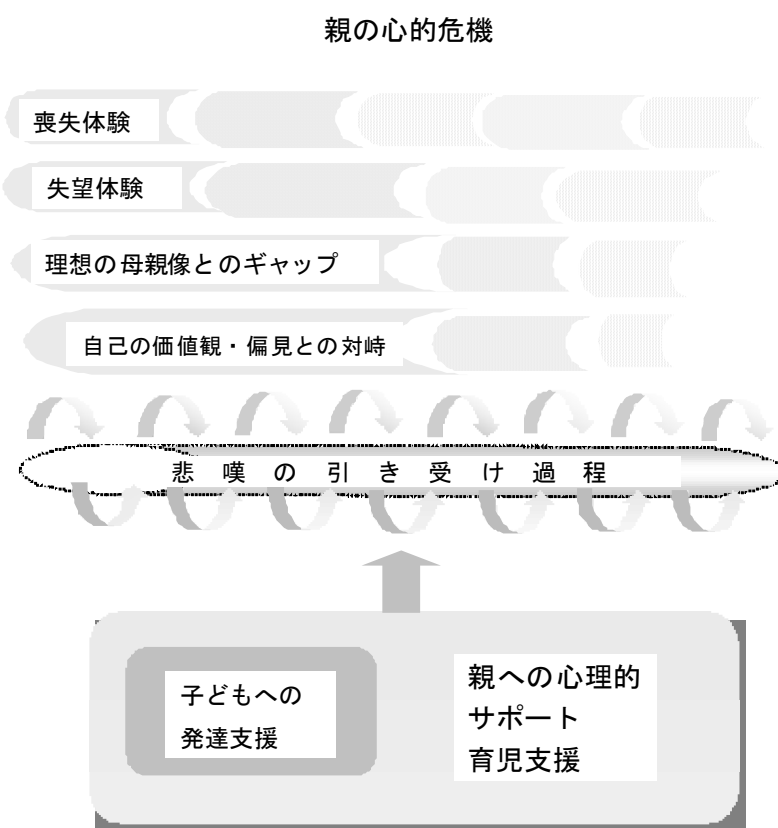 親の心的危機
喪失体験
失望体験
理想の母親像とのギャップ
自己の価値観・偏見との対峙
悲嘆の引き受け過程
子どもへの
発達支援
親への心理的
サポート
育児支援